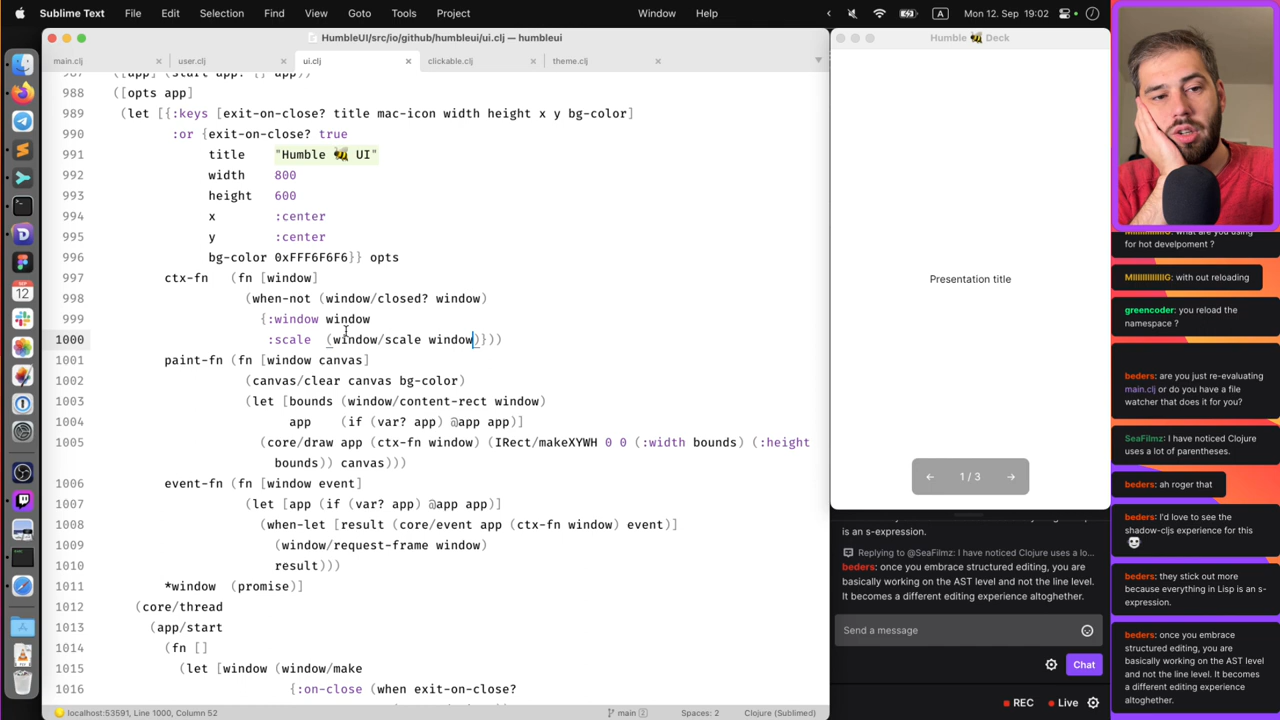 Sublime Text File Edit Selection Find View Goto Tools Project Window Help A Mon 12. Sep 19:02
HumbleUI/src/io/github/humbleui/ui.clj — humbleui
main.clj × user.clj × ui.clj × clickable.clj × theme.clj ×
987 ([app] (start app! {} app))
988 ([opts app]
989 (let [{:keys [exit-on-close? title mac-icon width height x y bg-color]
990 :or {exit-on-close? true
991 title "Humble 🐝 UI"
992 width 800
993 height 600
994 x :center
995 y :center
996 bg-color 0xFFF6F6F6}} opts
997 ctx-fn (fn [window]
998 (when-not (window/closed? window)
999 {:window window
1000 :scale (window/scale window)}))
1001 paint-fn (fn [window canvas]
1002 (canvas/clear canvas bg-color)
1003 (let [bounds (window/content-rect window)
1004 app (if (var? app) @app app)]
1005 (core/draw app (ctx-fn window) (IRect/makeXYWH 0 0 (:width bounds) (:height
bounds)) canvas)))
1006 event-fn (fn [window event]
1007 (let [app (if (var? app) @app app)]
1008 (when-let [result (core/event app (ctx-fn window) event)]
1009 (window/request-frame window)
1010 result)))
1011 *window (promise)]
1012 (core/thread
1013 (app/start
1014 (fn []
1015 (let [window (window/make
1016 {:on-close (when exit-on-close?
localhost:53591, Line 1000, Column 52 main 2 Spaces: 2 Clojure (Sublimed)
SEP
12
Humble 🐝 Deck
Presentation title
← 1 / 3 →
is an s-expression.
Replying to @SeaFilmz: I have noticed Clojure uses a lo...
beders: once you embrace structured editing, you are
basically working on the AST level and not the line level.
It becomes a different editing experience altoghether.
Send a message
Chat
REC Live
what are you using
for hot develpoment ?
MIIIIIIIIIIIG: with out reloading
greencoder: you reload the
namespace ?
beders: are you just re-evaluating
main.clj or do you have a file
watcher that does it for you?
SeaFilmz: I have noticed Clojure
uses a lot of parentheses.
beders: ah roger that
beders: I'd love to see the
shadow-cljs experience for this
beders: they stick out more
because everything in Lisp is an s-
expression.
beders: once you embrace
structured editing, you are
basically working on the AST level
and not the line level. It becomes
a different editing experience
altoghether.